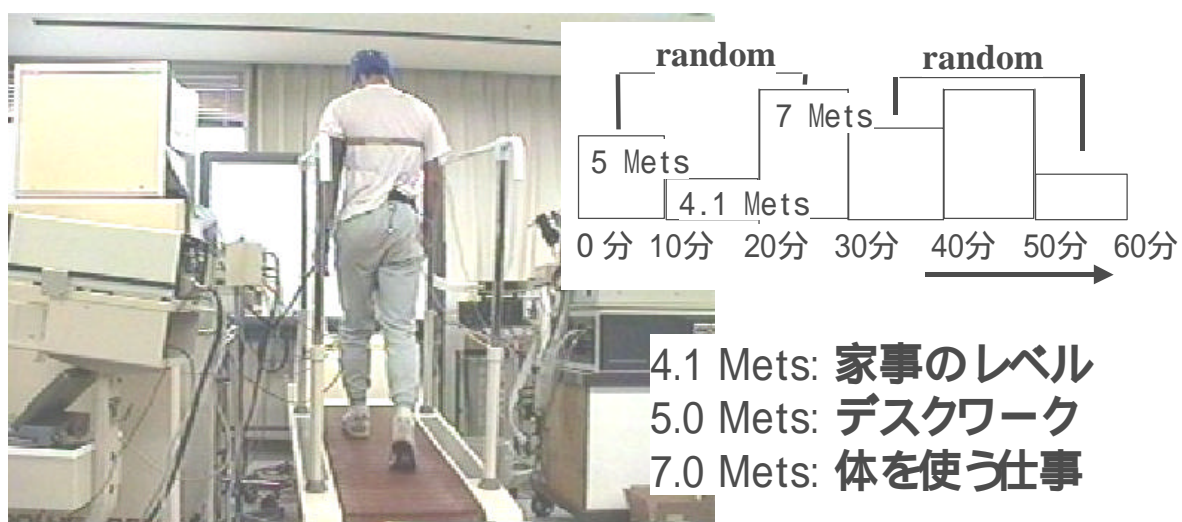 random random
7 Mets
5 Mets
4.1 Mets
0 分 10分 20分 30分 40分 50分 60分
4.1 Mets: 家事のレベル
5.0 Mets: デスクワーク
7.0 Mets: 体を使う仕事